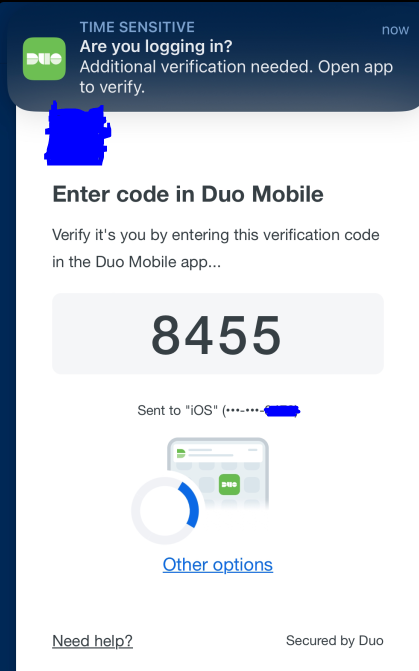 TIME SENSITIVE
now
DUO
Are you logging in?
Additional verification needed. Open app
to verify.
Enter code in Duo Mobile
Verify it's you by entering this verification code
in the Duo Mobile app...
8455
Sent to "iOS" (•••-•••-
DUO
Other options
Need help?
Secured by Duo